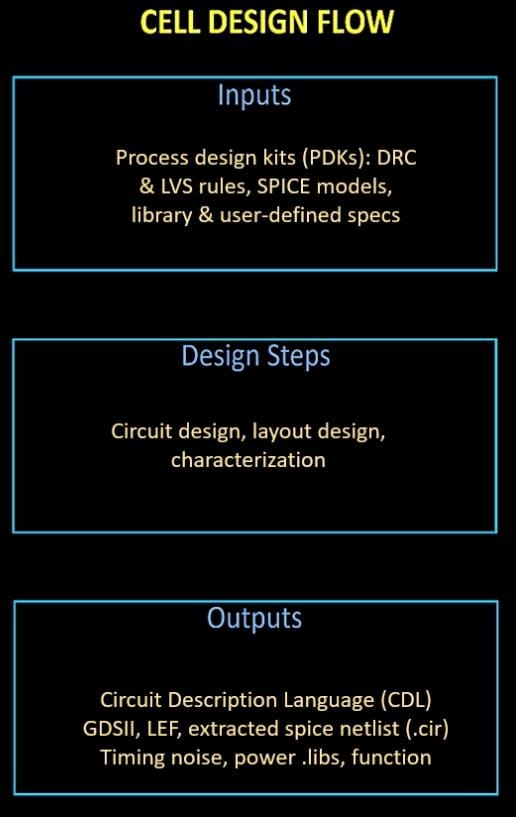 CELL DESIGN FLOW
Inputs
Process design kits (PDKs): DRC
& LVS rules, SPICE models,
library & user-defined specs
Design Steps
Circuit design, layout design,
characterization
Outputs
Circuit Description Language (CDL)
GDSII, LEF, extracted spice netlist (.cir)
Timing noise, power .libs, function